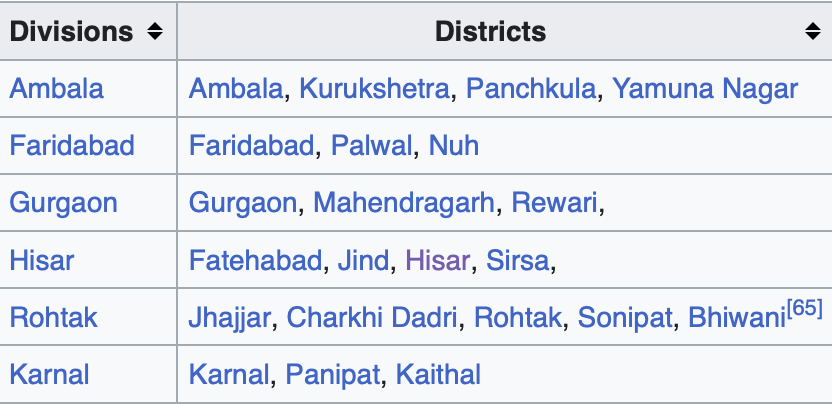 Divisions Districts
Ambala Ambala, Kurukshetra, Panchkula, Yamuna Nagar
Faridabad Faridabad, Palwal, Nuh
Gurgaon Gurgaon, Mahendragarh, Rewari,
Hisar Fatehabad, Jind, Hisar, Sirsa,
Rohtak Jhajjar, Charkhi Dadri, Rohtak, Sonipat, Bhiwani[65]
Karnal Karnal, Panipat, Kaithal